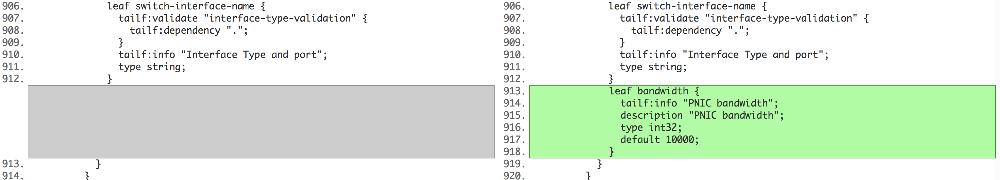 906. leaf switch-interface-name {
907. tailf:validate "interface-type-validation" {
908. tailf:dependency ".";
909. }
910. tailf:info "Interface Type and port";
911. type string;
912. }
913. }
914. }
906. leaf switch-interface-name {
907. tailf:validate "interface-type-validation" {
908. tailf:dependency ".";
909. }
910. tailf:info "Interface Type and port";
911. type string;
912. }
913. leaf bandwidth {
914. tailf:info "PNIC bandwidth";
915. description "PNIC bandwidth";
916. type int32;
917. default 10000;
918. }
919. }
920. }